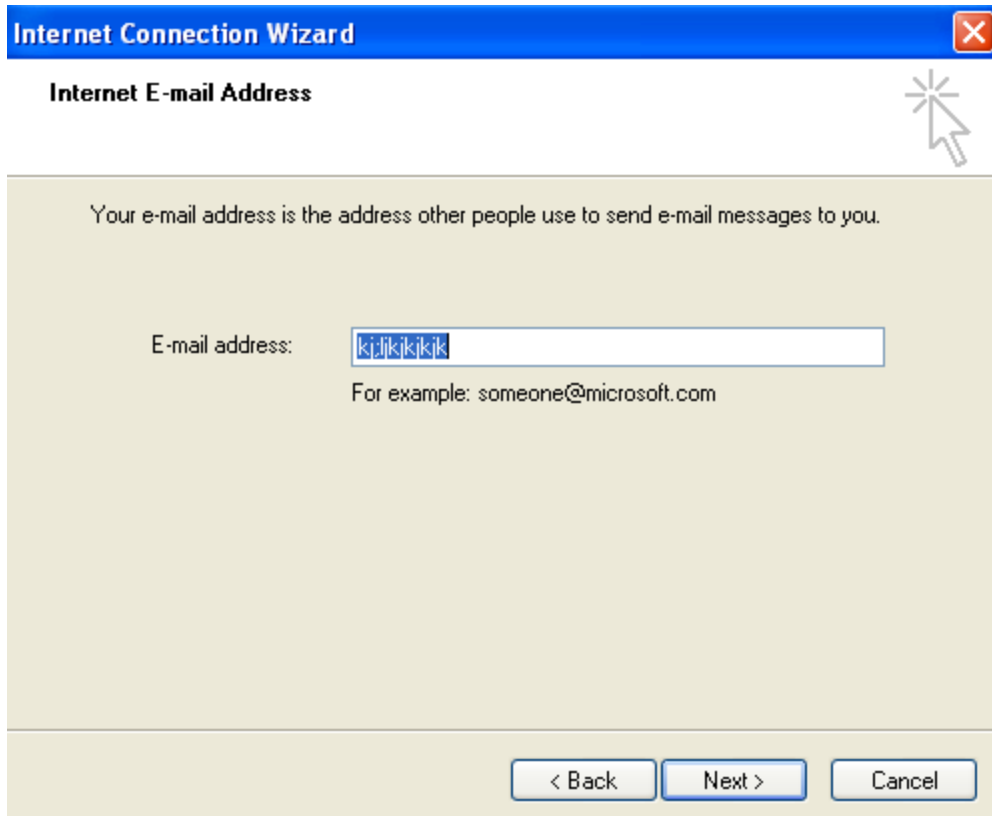 Internet Connection Wizard
Internet E-mail Address
Your e-mail address is the address other people use to send e-mail messages to you.
E-mail address: kj;ljkjkjkjk
For example: someone@microsoft.com
< Back Next > Cancel